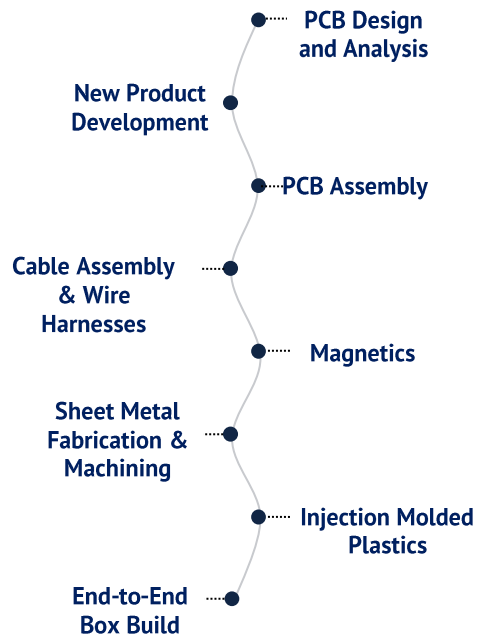 PCB Design
and Analysis
New Product
Development
PCB Assembly
Cable Assembly
& Wire
Harnesses
Magnetics
Sheet Metal
Fabrication &
Machining
Injection Molded
Plastics
End-to-End
Box Build